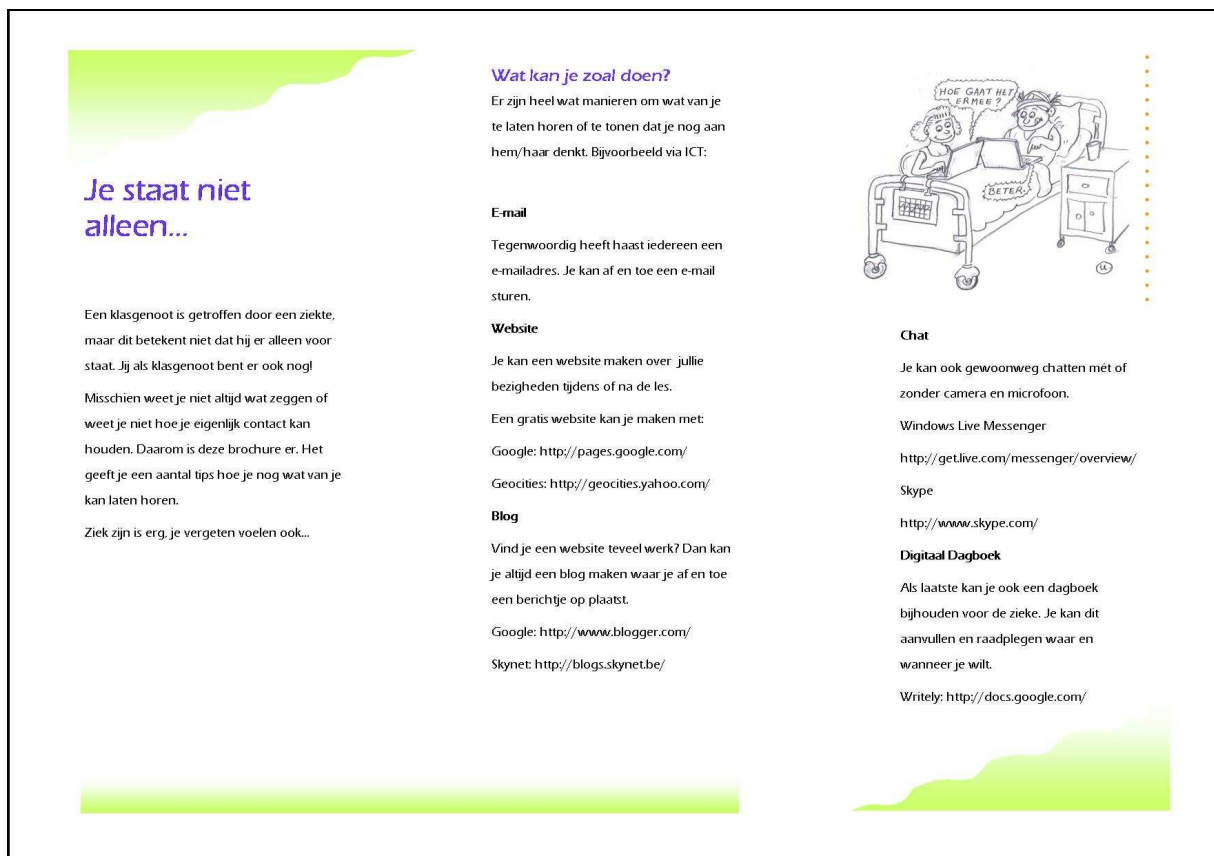 Je staat niet
alleen...
Een klasgenoot is getroffen door een ziekte,
maar dit betekent niet dat hij er alleen voor
staat. Jij als klasgenoot bent er ook nog!
Misschien weet je niet altijd wat zeggen of
weet je niet hoe je eigenlijk contact kan
houden. Daarom is deze brochure er. Het
geeft je een aantal tips hoe je nog wat van je
kan laten horen.
Ziek zijn is erg, je vergeten voelen ook...
Wat kan je zoal doen?
Er zijn heel wat manieren om wat van je
te laten horen of te tonen dat je nog aan
hem/haar denkt. Bijvoorbeeld via ICT:
E-mail
Tegenwoordig heeft haast iedereen een
e-mailadres. Je kan af en toe een e-mail
sturen.
Website
Je kan een website maken over jullie
bezigheden tijdens of na de les.
Een gratis website kan je maken met:
Google: http://pages.google.com/
Geocities: http://geocities.yahoo.com/
Blog
Vind je een website teveel werk? Dan kan
je altijd een blog maken waar je af en toe
een berichtje op plaatst.
Google: http://www.blogger.com/
Skynet: http://blogs.skynet.be/
HOE GAAT HET
ERMEE?
BETER.
u
Chat
Je kan ook gewoonweg chatten mét of
zonder camera en microfoon.
Windows Live Messenger
http://get.live.com/messenger/overview/
Skype
http://www.skype.com/
Digitaal Dagboek
Als laatste kan je ook een dagboek
bijhouden voor de zieke. Je kan dit
aanvullen en raadplegen waar en
wanneer je wilt.
Writely: http://docs.google.com/